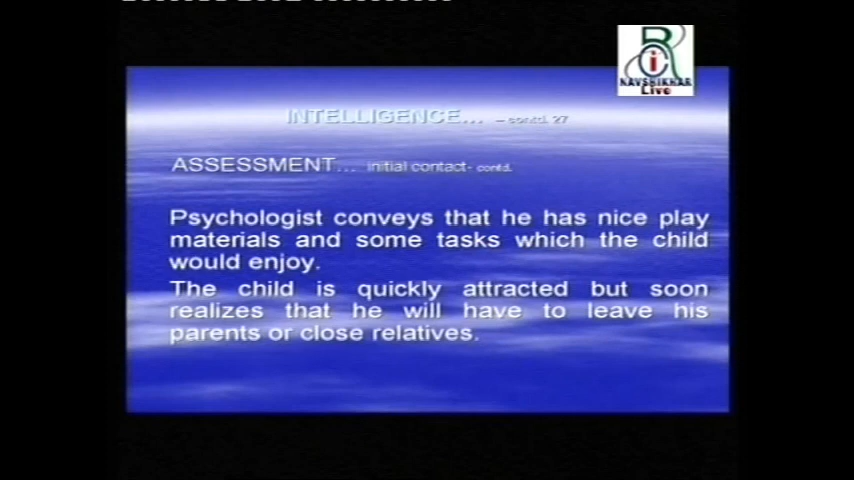 R
C i
NAVSHIKHAR
Live
INTELLIGENCE... – contd. 27
ASSESSMENT... initial contact- contd.
Psychologist conveys that he has nice play
materials and some tasks which the child
would enjoy.
The child is quickly attracted but soon
realizes that he will have to leave his
parents or close relatives.